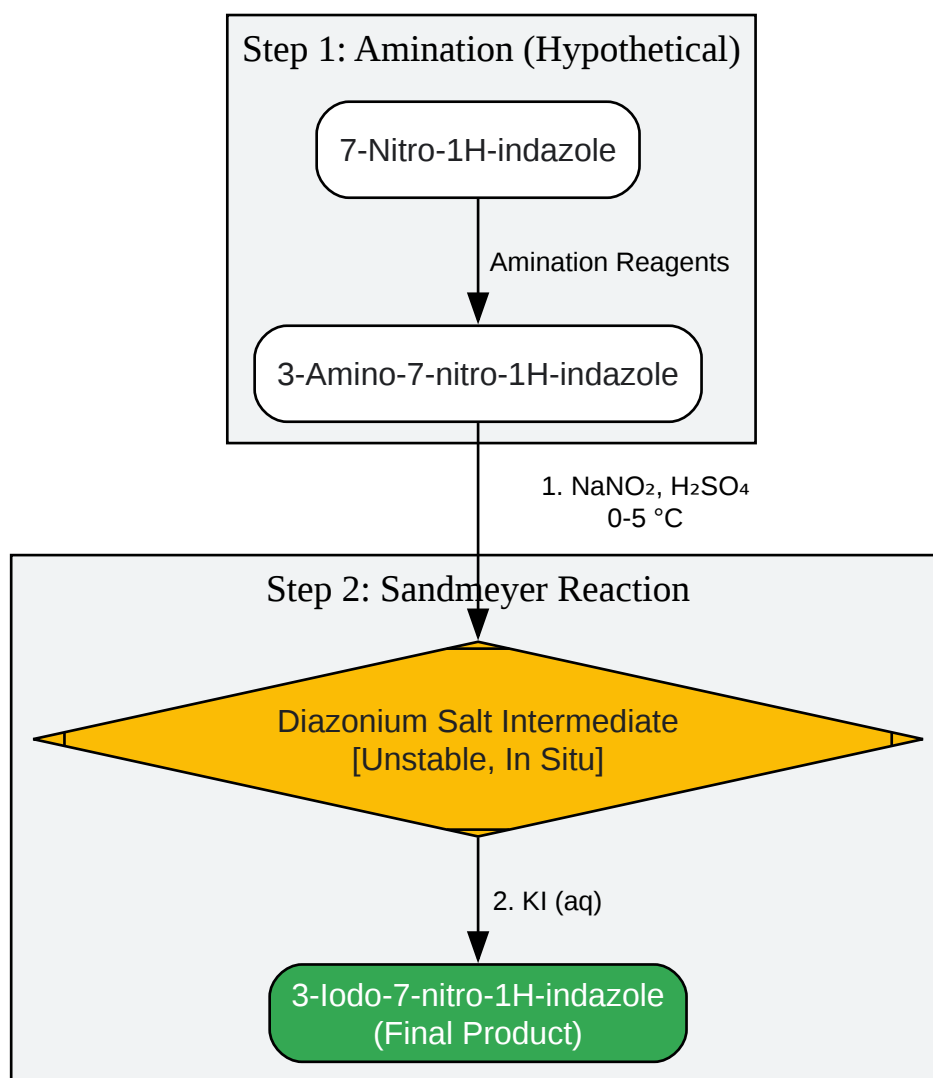 Step 1: Amination (Hypothetical)
7-Nitro-1H-indazole
Amination Reagents
3-Amino-7-nitro-1H-indazole
1. NaNO₂, H₂SO₄
0-5 °C
Step 2: Sandmeyer Reaction
Diazonium Salt Intermediate
[Unstable, In Situ]
2. KI (aq)
3-Iodo-7-nitro-1H-indazole
(Final Product)